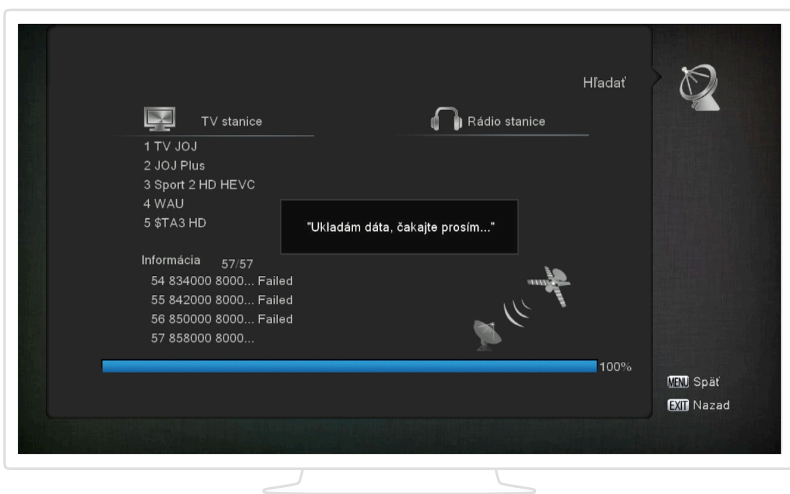 Hľadať
TV stanice
Rádio stanice
1 TV JOJ
2 JOJ Plus
3 Sport 2 HD HEVC
4 WAU
5 $TA3 HD
"Ukladám dáta, čakajte prosím..."
Informácia 57/57
54 834000 8000... Failed
55 842000 8000... Failed
56 850000 8000... Failed
57 858000 8000...
100%
MENU Späť
EXIT Nazad